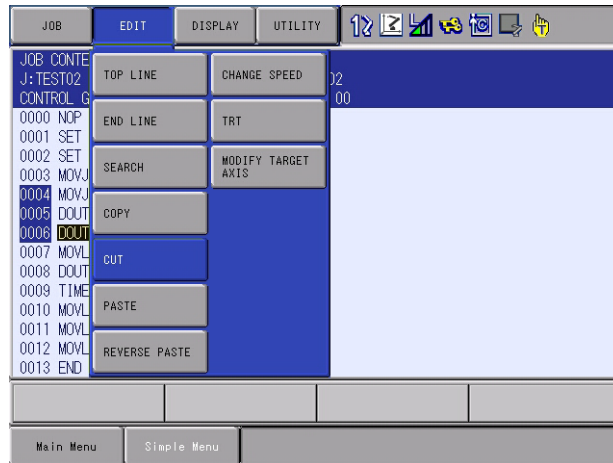 JOB EDIT DISPLAY UTILITY
JOB CONTE
J:TEST02 02
CONTROL G 00
TOP LINE CHANGE SPEED
END LINE TRT
SEARCH MODIFY TARGET
AXIS
COPY
CUT
PASTE
REVERSE PASTE
0000 NOP
0001 SET
0002 SET
0003 MOVJ
0004 MOVJ
0005 DOUT
0006 DOUT
0007 MOVL
0008 DOUT
0009 TIME
0010 MOVL
0011 MOVL
0012 MOVL
0013 END
Main Menu Simple Menu